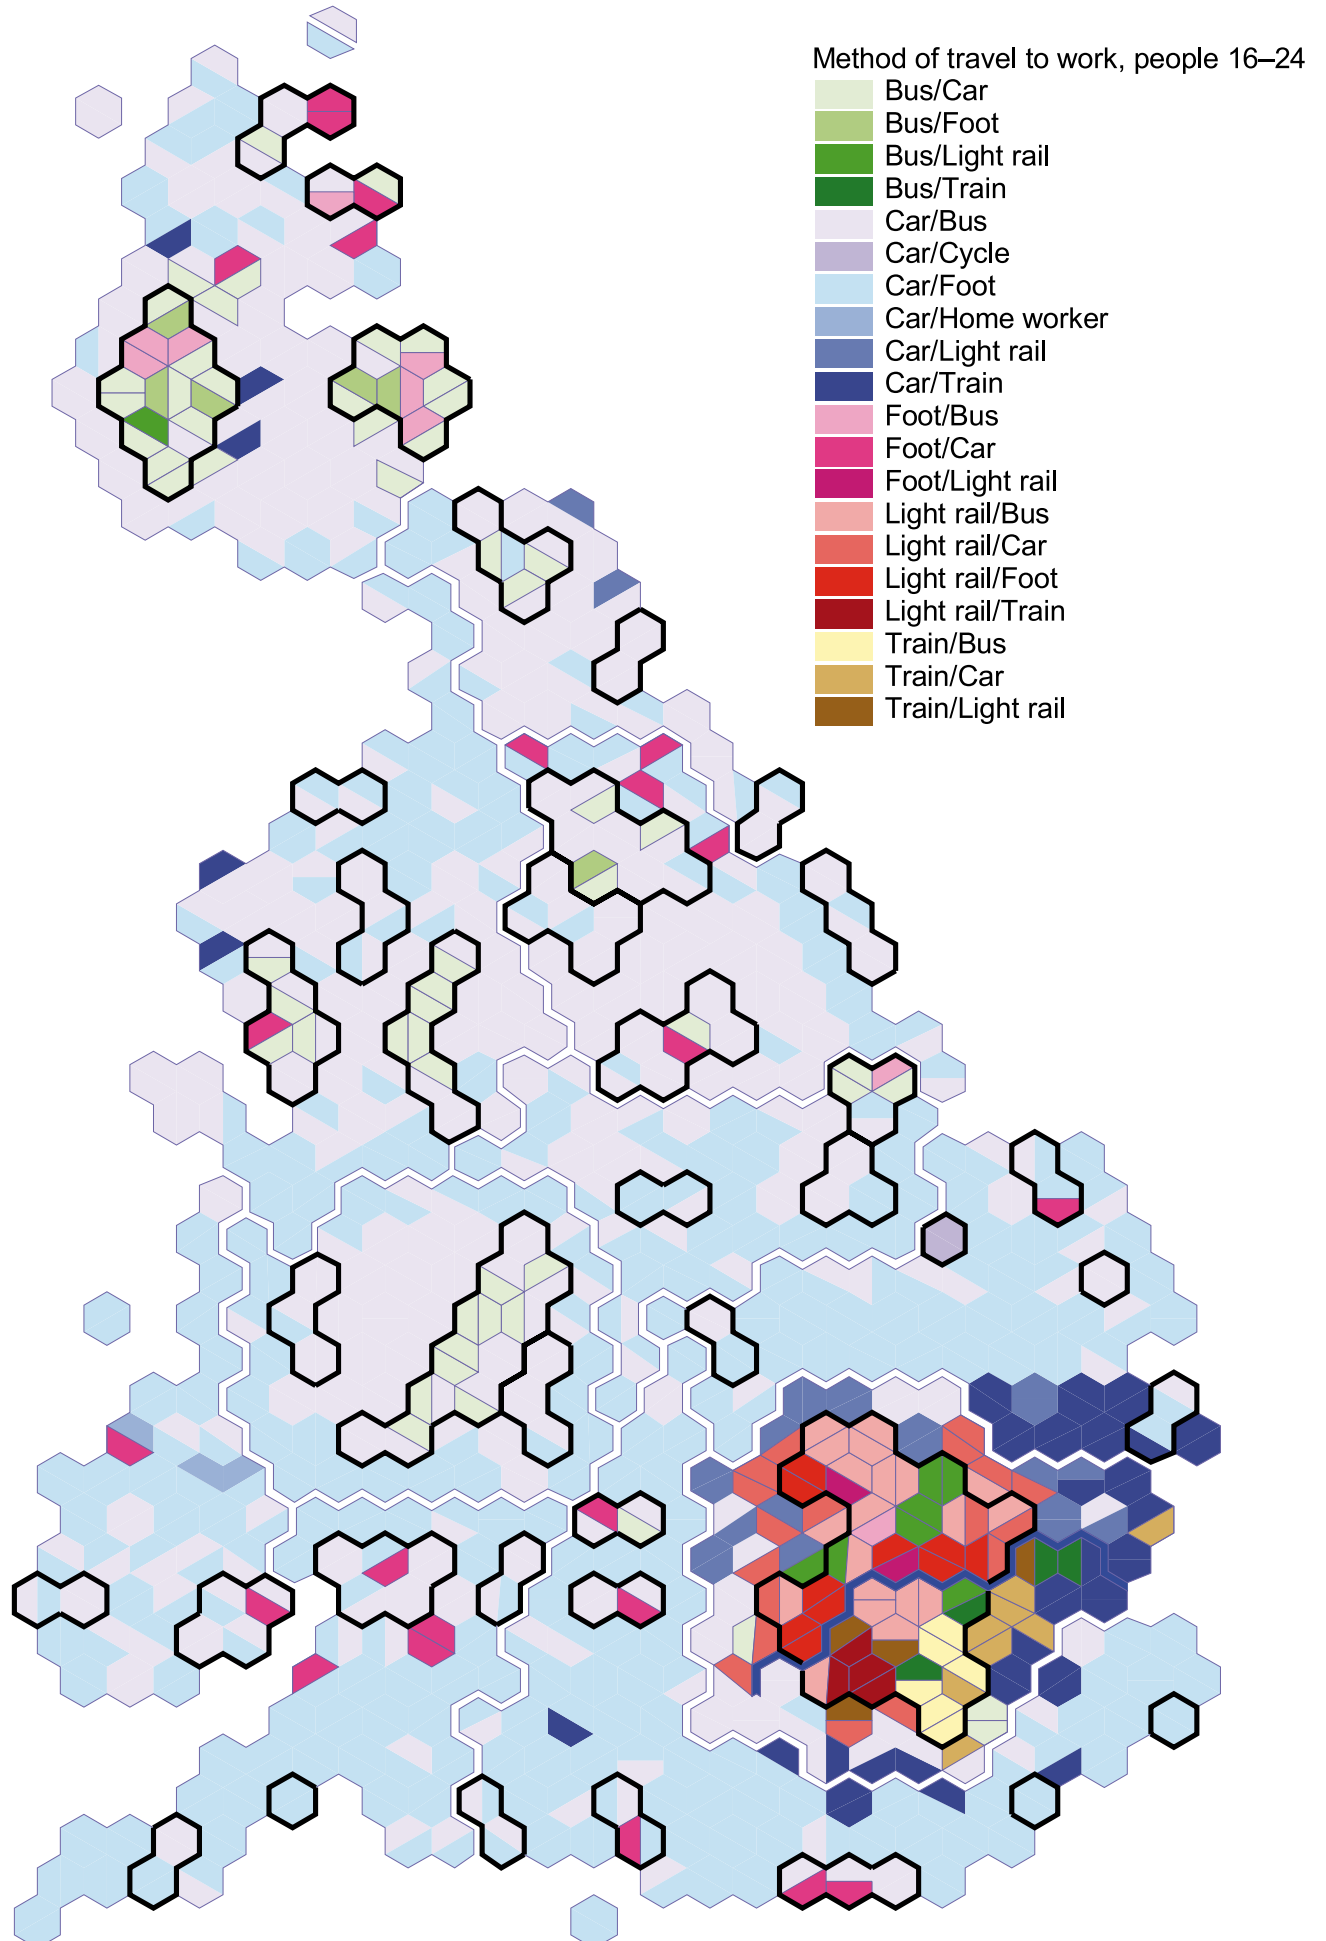 Method of travel to work, people 16–24
Bus/Car
Bus/Foot
Bus/Light rail
Bus/Train
Car/Bus
Car/Cycle
Car/Foot
Car/Home worker
Car/Light rail
Car/Train
Foot/Bus
Foot/Car
Foot/Light rail
Light rail/Bus
Light rail/Car
Light rail/Foot
Light rail/Train
Train/Bus
Train/Car
Train/Light rail